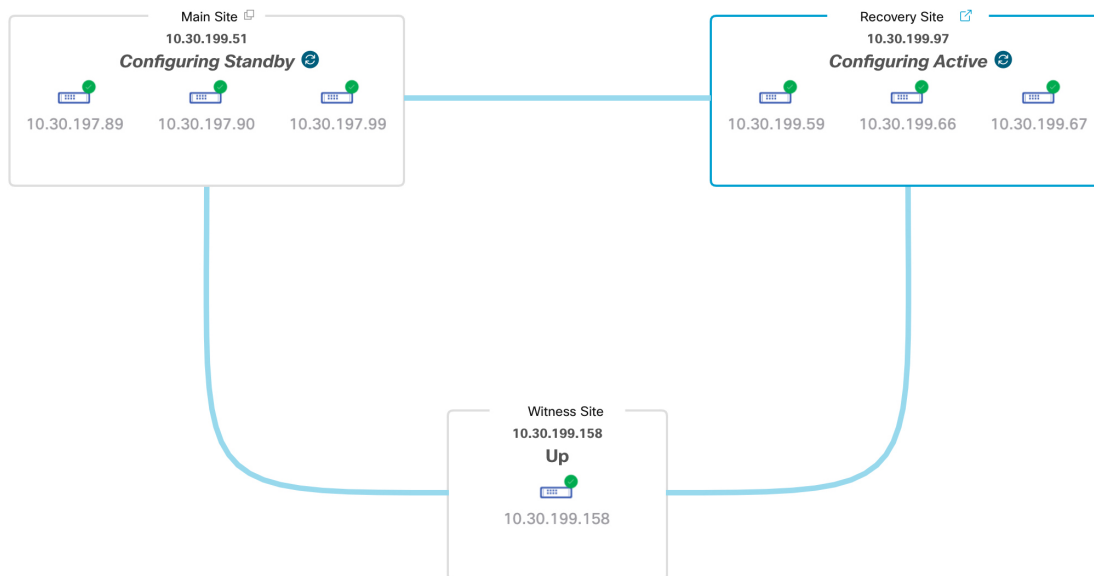 Main Site
10.30.199.51
Configuring Standby
10.30.197.89 10.30.197.90 10.30.197.99
Recovery Site
10.30.199.97
Configuring Active
10.30.199.59 10.30.199.66 10.30.199.67
Witness Site
10.30.199.158
Up
10.30.199.158